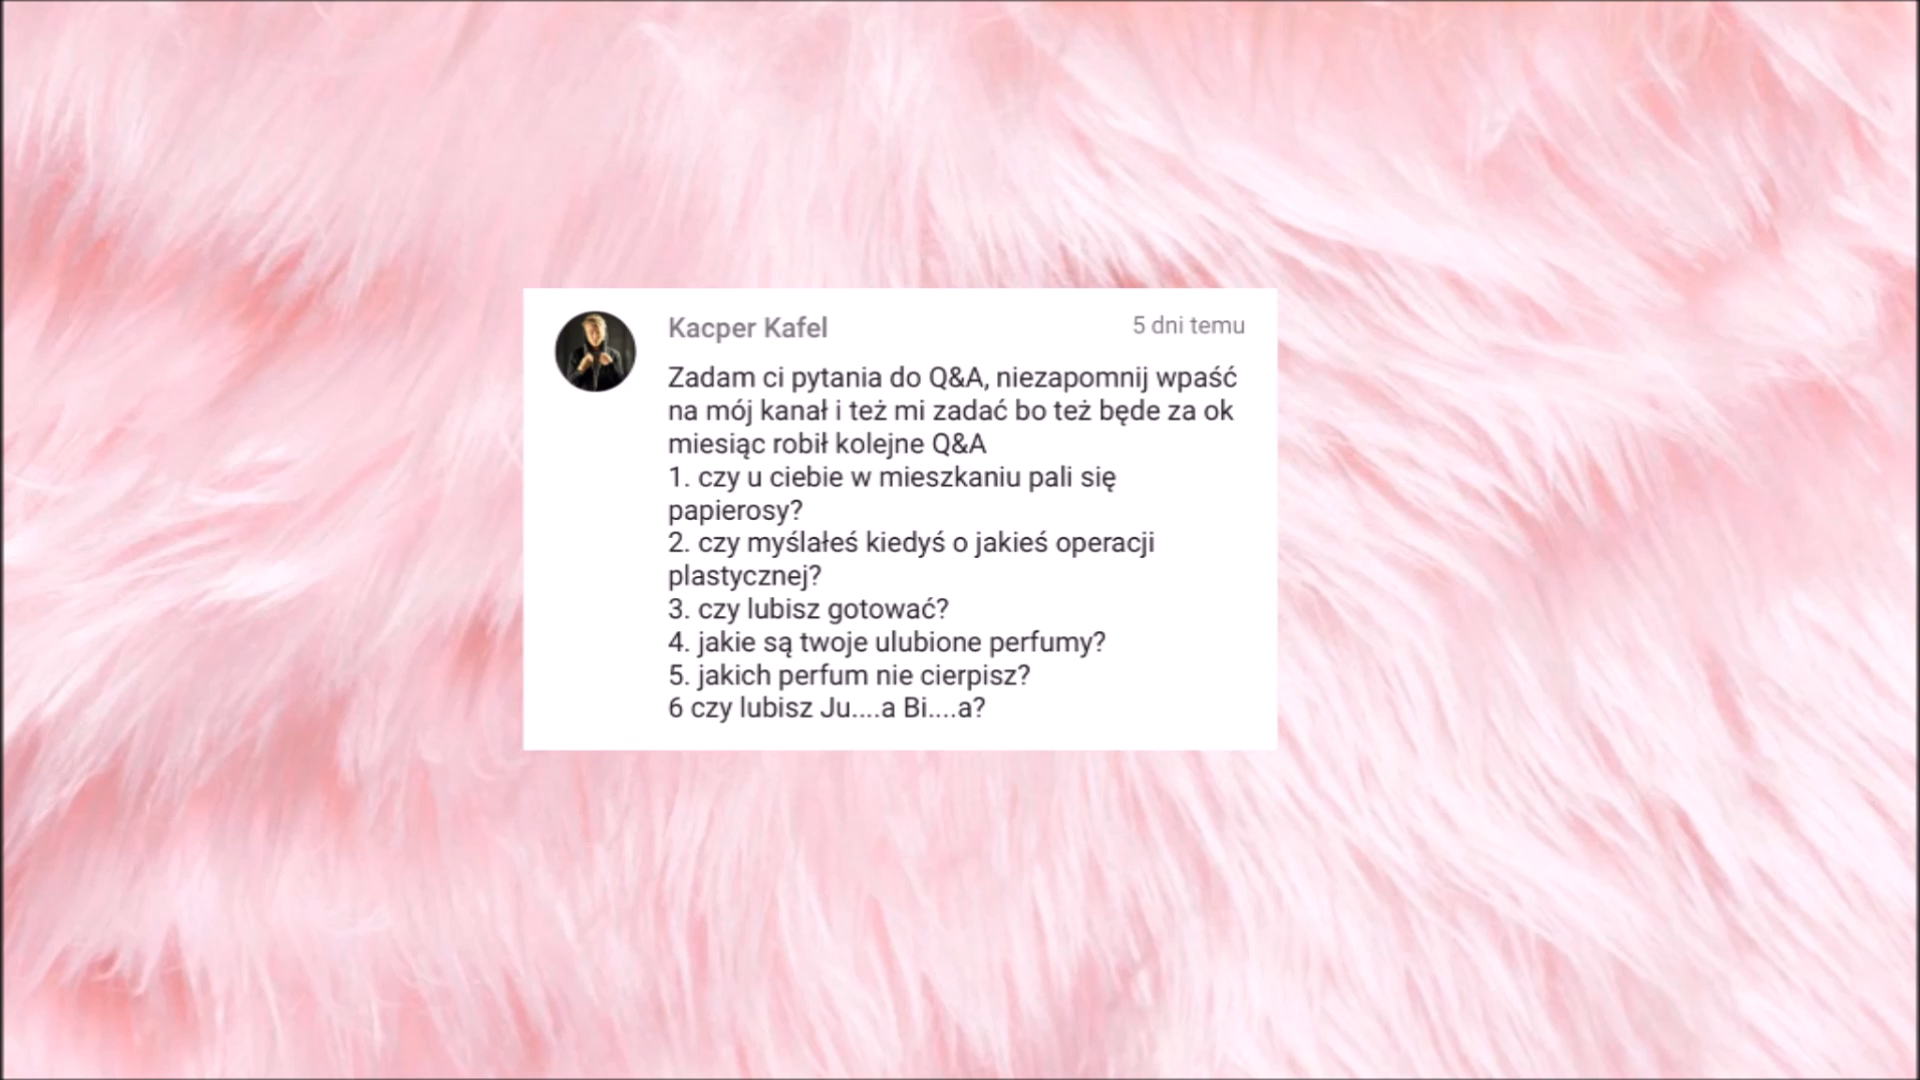 Kacper Kafel
5 dni temu
Zadam ci pytania do Q&A, niezapomnij wpaść
na mój kanał i też mi zadać bo też będe za ok
miesiąc robił kolejne Q&A
1. czy u ciebie w mieszkaniu pali się
papierosy?
2. czy myślałeś kiedyś o jakieś operacji
plastycznej?
3. czy lubisz gotować?
4. jakie są twoje ulubione perfumy?
5. jakich perfum nie cierpisz?
6 czy lubisz Ju....a Bi....a?